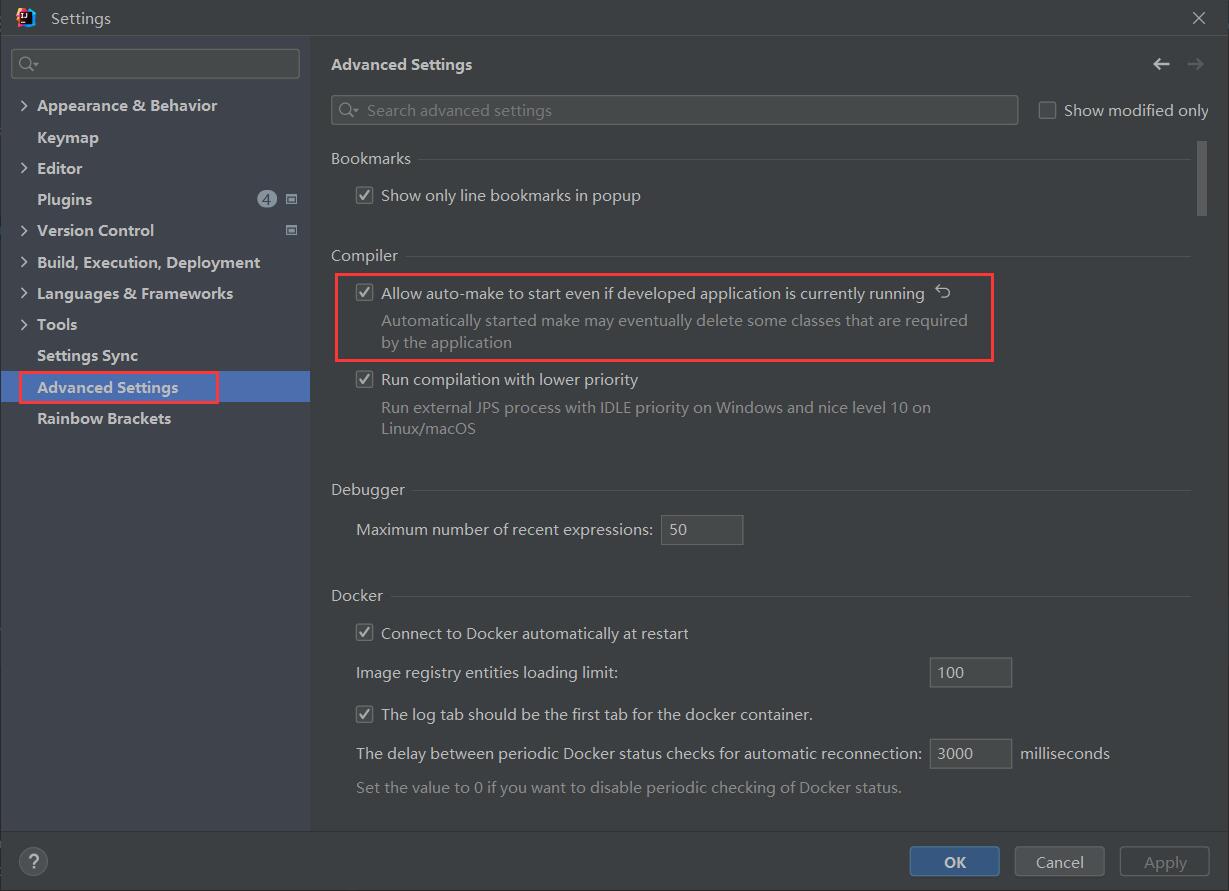 Settings
Advanced Settings
Search advanced settings
Show modified only
Appearance & Behavior
Keymap
Editor
Plugins
4
Version Control
Build, Execution, Deployment
Languages & Frameworks
Tools
Settings Sync
Advanced Settings
Rainbow Brackets
Bookmarks
Show only line bookmarks in popup
Compiler
Allow auto-make to start even if developed application is currently running
Automatically started make may eventually delete some classes that are required
by the application
Run compilation with lower priority
Run external JPS process with IDLE priority on Windows and nice level 10 on
Linux/macOS
Debugger
Maximum number of recent expressions: 50
Docker
Connect to Docker automatically at restart
Image registry entities loading limit: 100
The log tab should be the first tab for the docker container.
The delay between periodic Docker status checks for automatic reconnection: 3000 milliseconds
Set the value to 0 if you want to disable periodic checking of Docker status.
?
OK
Cancel
Apply